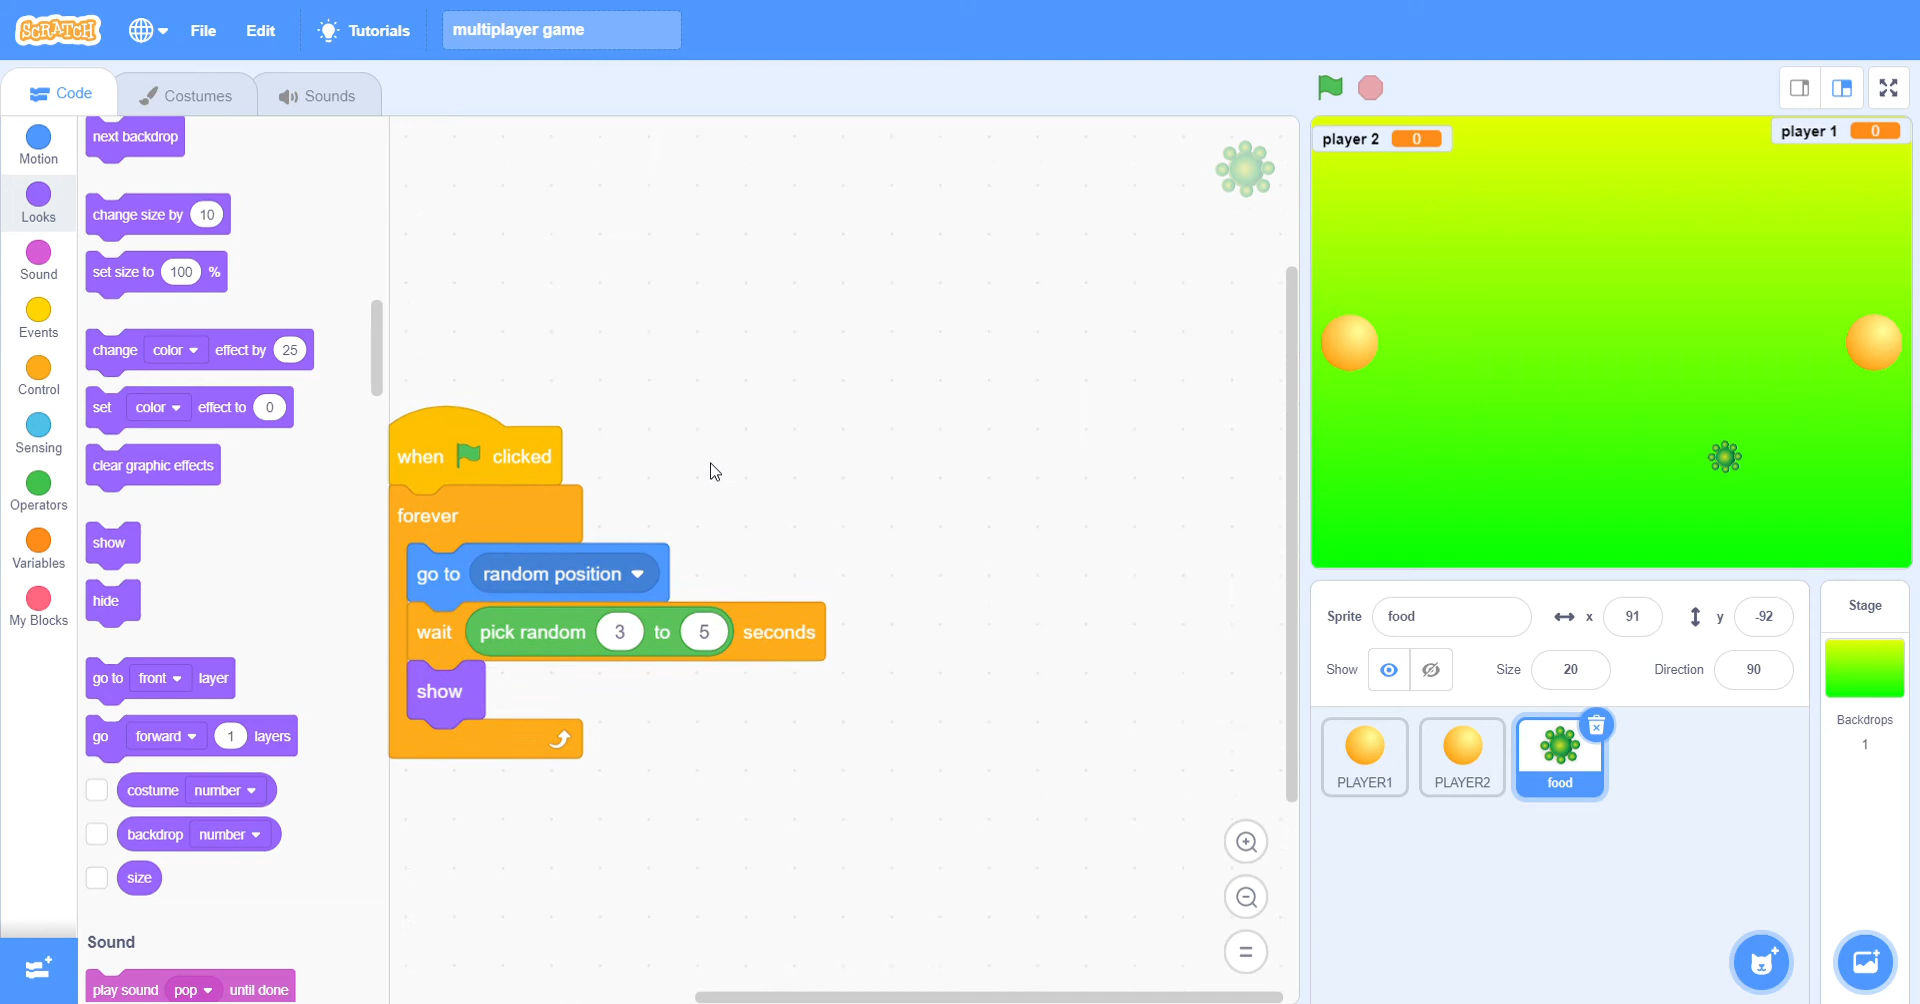 SCRATCH File Edit Tutorials multiplayer game
Code Costumes Sounds
Motion
Looks
Sound
Events
Control
Sensing
Operators
Variables
My Blocks
next backdrop
change size by 10
set size to 100 %
change color effect by 25
set color effect to 0
clear graphic effects
show
hide
go to front layer
go forward 1 layers
costume number
backdrop number
size
Sound
play sound pop until done
when clicked
forever
go to random position
wait pick random 3 to 5 seconds
show
=
player 2 0
player 1 0
Sprite food x 91 y -92
Show Size 20 Direction 90
PLAYER1 PLAYER2 food
Stage
Backdrops
1